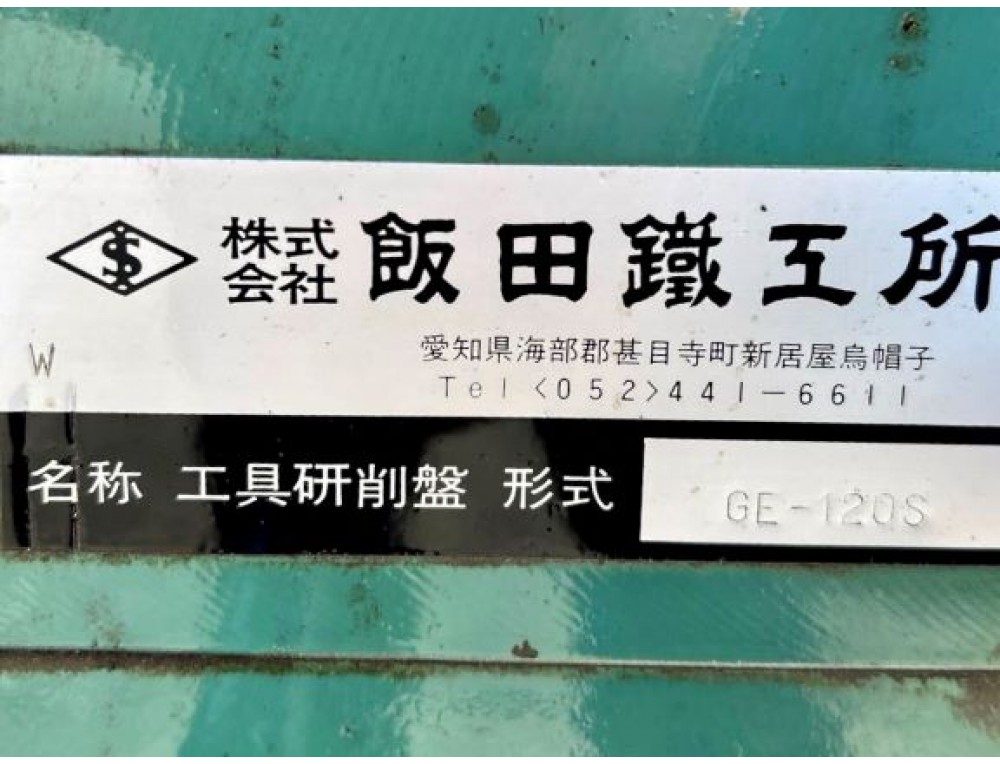 株式会社 飯田鐵工所
愛知県海部郡甚目寺町新居屋烏帽子
Tel <052>441-6611
W
名称 工具研削盤 形式 GE-120S